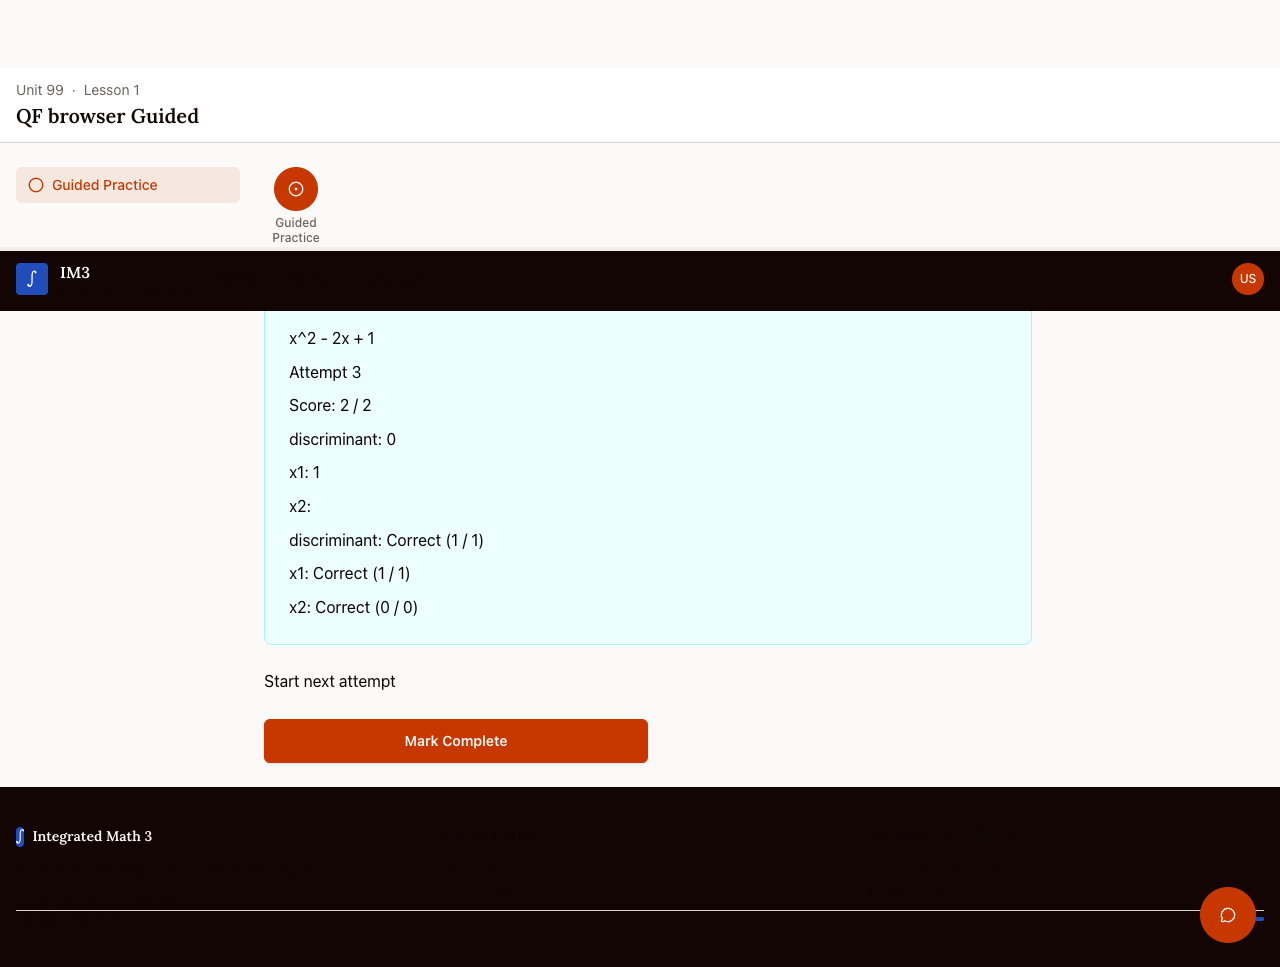 Unit 99 · Lesson 1
QF browser Guided
Guided Practice
Guided
Practice
∫
IM3
US
x^2 - 2x + 1
Attempt 3
Score: 2 / 2
discriminant: 0
x1: 1
x2:
discriminant: Correct (1 / 1)
x1: Correct (1 / 1)
x2: Correct (0 / 0)
Start next attempt
Mark Complete
∫ Integrated Math 3